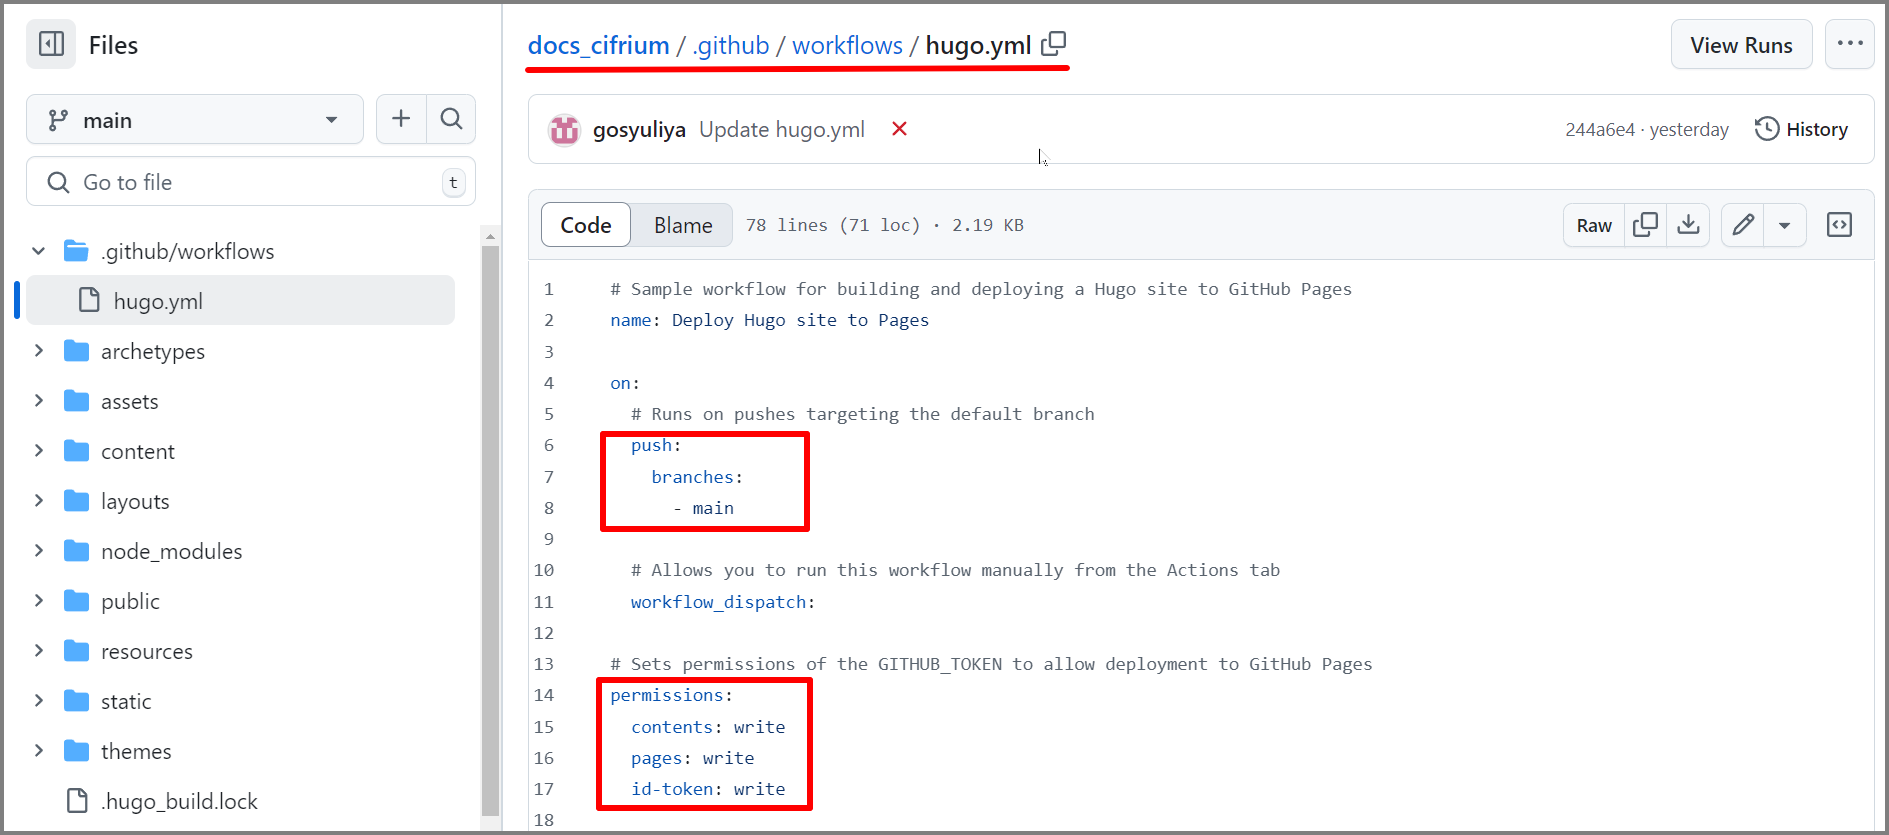 Files
main
Go to file
t
.github/workflows
hugo.yml
archetypes
assets
content
layouts
node_modules
public
resources
static
themes
.hugo_build.lock
docs_cifrium / .github / workflows / hugo.yml
View Runs
gosyuliya Update hugo.yml
244a6e4 · yesterday
History
Code
Blame
78 lines (71 loc) · 2.19 KB
Raw
1 # Sample workflow for building and deploying a Hugo site to GitHub Pages
2 name: Deploy Hugo site to Pages
3
4 on:
5 # Runs on pushes targeting the default branch
6 push:
7 branches:
8 - main
9
10 # Allows you to run this workflow manually from the Actions tab
11 workflow_dispatch:
12
13 # Sets permissions of the GITHUB_TOKEN to allow deployment to GitHub Pages
14 permissions:
15 contents: write
16 pages: write
17 id-token: write
18